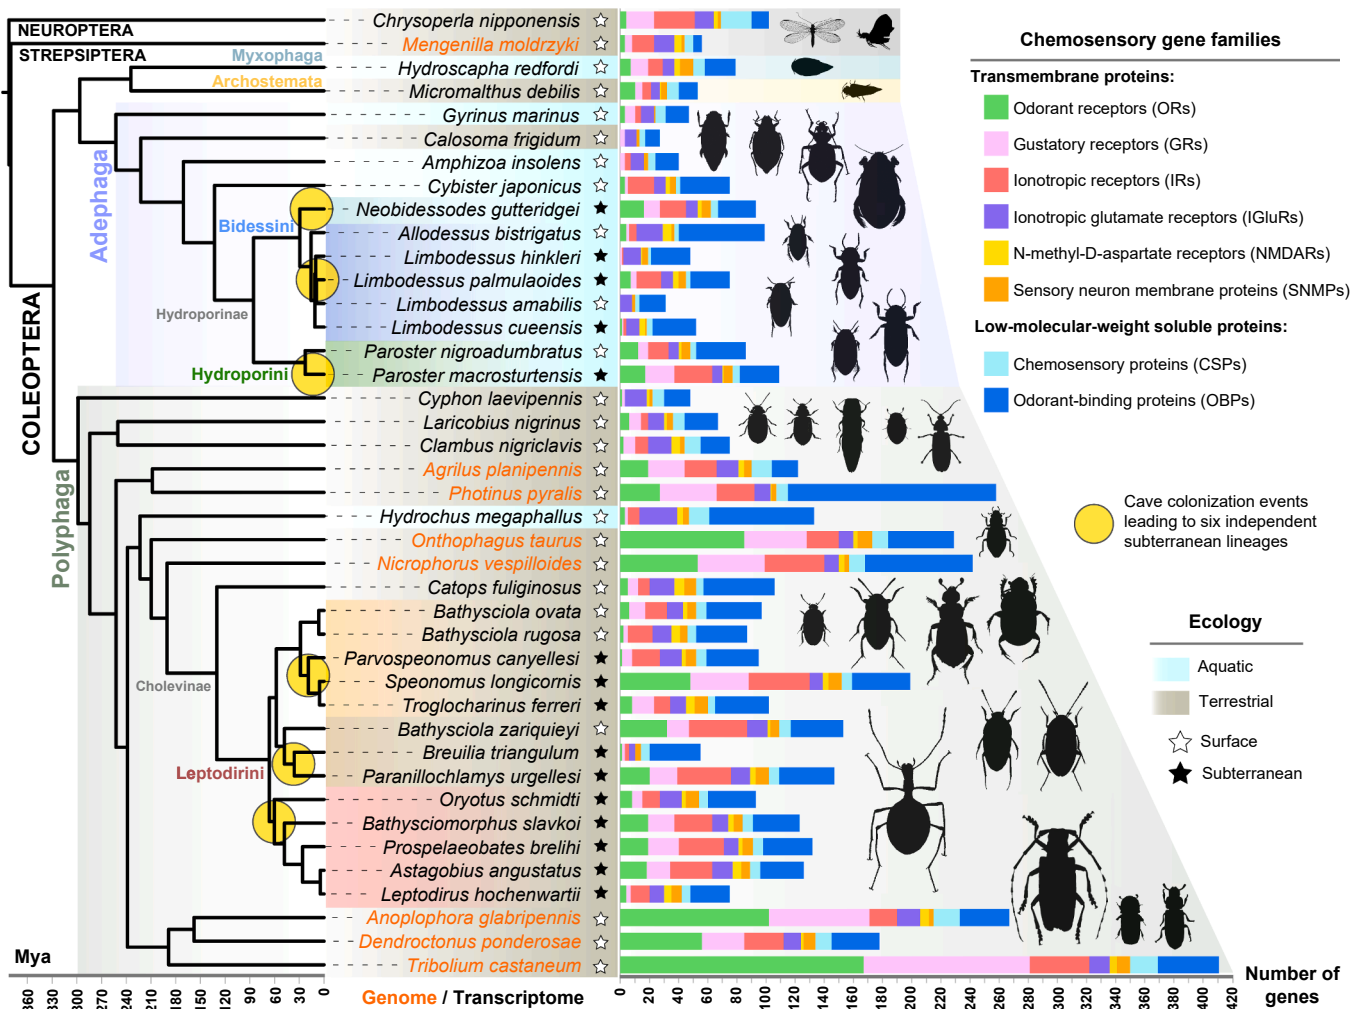 NEUROPTERA
STREPSIPTERA
Myxophaga
Archostemata
Adephaga
Bidessini
Hydroporinae
Hydroporini
COLEOPTERA
Polyphaga
Cholevinae
Leptodirini
Chrysoperla nipponensis
Mengenilla moldrzyki
Hydroscapha redfordi
Micromalthus debilis
Gyrinus marinus
Calosoma frigidum
Amphizoa insolens
Cybister japonicus
Neobidessodes gutteridgei
Allodessus bistrigatus
Limbodessus hinkleri
Limbodessus palmulaoides
Limbodessus amabilis
Limbodessus cueensis
Paroster nigroadumbratus
Paroster macrosturtensis
Cyphon laevipennis
Laricobius nigrinus
Clambus nigriclavis
Agrilus planipennis
Photinus pyralis
Hydrochus megaphallus
Onthophagus taurus
Nicrophorus vespilloides
Catops fuliginosus
Bathysciola ovata
Bathysciola rugosa
Parvospeonomus canyellesi
Speonomus longicornis
Troglocharinus ferreri
Bathysciola zariquieyi
Breuilia triangulum
Paranillochlamys urgellesi
Oryotus schmidti
Bathysciomorphus slavkoi
Prospelaeobates brelihi
Astagobius angustatus
Leptodirus hochenwartii
Anoplophora glabripennis
Dendroctonus ponderosae
Tribolium castaneum
Mya
360 330 300 270 240 210 180 150 120 90 60 30 0
Genome / Transcriptome
0 20 40 60 80 100 120 140 160 180 200 220 240 260 280 300 320 340 360 380 400 420
Number of
genes
Chemosensory gene families
Transmembrane proteins:
Odorant receptors (ORs)
Gustatory receptors (GRs)
Ionotropic receptors (IRs)
Ionotropic glutamate receptors (IGluRs)
N-methyl-D-aspartate receptors (NMDARs)
Sensory neuron membrane proteins (SNMPs)
Low-molecular-weight soluble proteins:
Chemosensory proteins (CSPs)
Odorant-binding proteins (OBPs)
Cave colonization events
leading to six independent
subterranean lineages
Ecology
Aquatic
Terrestrial
Surface
Subterranean